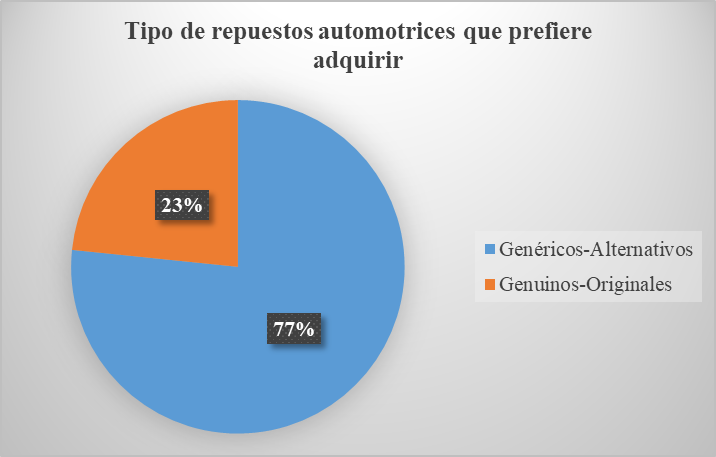 Tipo de repuestos automotrices que prefiere
adquirir
23%
77%
Genéricos-Alternativos
Genuinos-Originales